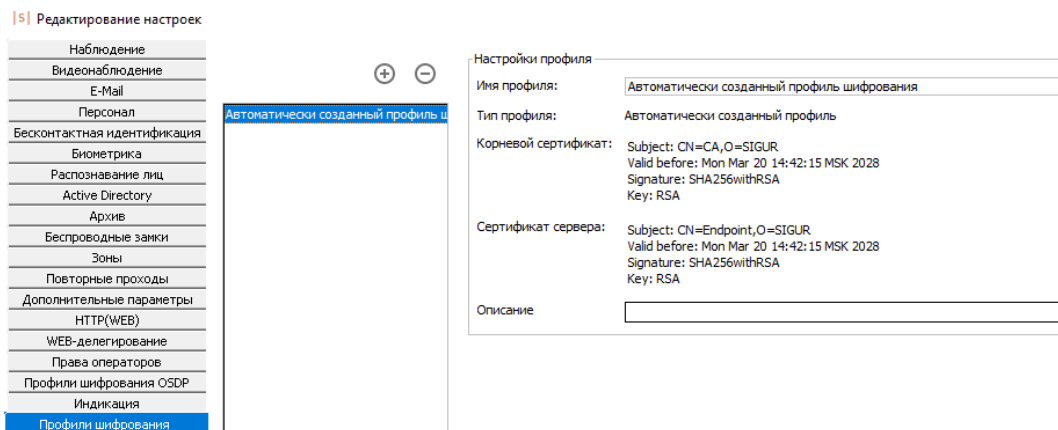 |S| Редактирование настроек
Наблюдение
Видеонаблюдение
E-Mail
Персонал
Бесконтактная идентификация
Биометрика
Распознавание лиц
Active Directory
Архив
Беспроводные замки
Зоны
Повторные проходы
Дополнительные параметры
HTTP(WEB)
WEB-делегирование
Права операторов
Профили шифрования OSDP
Индикация
Профили шифрования
Автоматически созданный профиль ш
Настройки профиля
Имя профиля: Автоматически созданный профиль шифрования
Тип профиля: Автоматически созданный профиль
Корневой сертификат: Subject: CN=CA,O=SIGUR
Valid before: Mon Mar 20 14:42:15 MSK 2028
Signature: SHA256withRSA
Key: RSA
Сертификат сервера: Subject: CN=Endpoint,O=SIGUR
Valid before: Mon Mar 20 14:42:15 MSK 2028
Signature: SHA256withRSA
Key: RSA
Описание